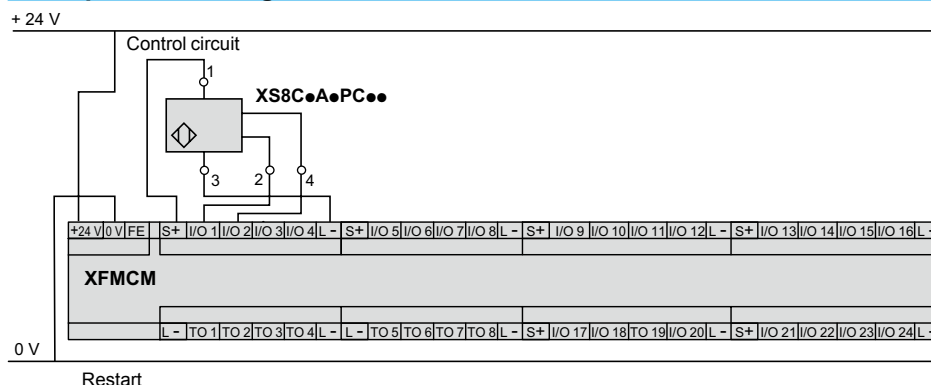 + 24 V
Control circuit
1
XS8C●A●PC●●
3 2 4
+24 V 0 V FE S+ I/O 1 I/O 2 I/O 3 I/O 4 L - S+ I/O 5 I/O 6 I/O 7 I/O 8 L - S+ I/O 9 I/O 10 I/O 11 I/O 12 L - S+ I/O 13 I/O 14 I/O 15 I/O 16 L -
XFMCM
L - TO 1 TO 2 TO 3 TO 4 L - L - TO 5 TO 6 TO 7 TO 8 L - S+ I/O 17 I/O 18 TO 19 I/O 20 L - S+ I/O 21 I/O 22 I/O 23 I/O 24 L -
0 V
Restart